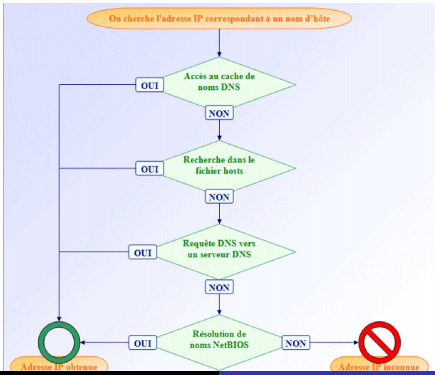 On cherche l'adresse IP correspondant à un nom d'hôte
Accès au cache de
noms DNS
OUI
NON
Recherche dans le
fichier hosts
OUI
NON
Requête DNS vers
un serveur DNS
OUI
NON
Résolution de
noms NetBIOS
OUI
NON
Adresse IP obtenue
Adresse IP inconnue